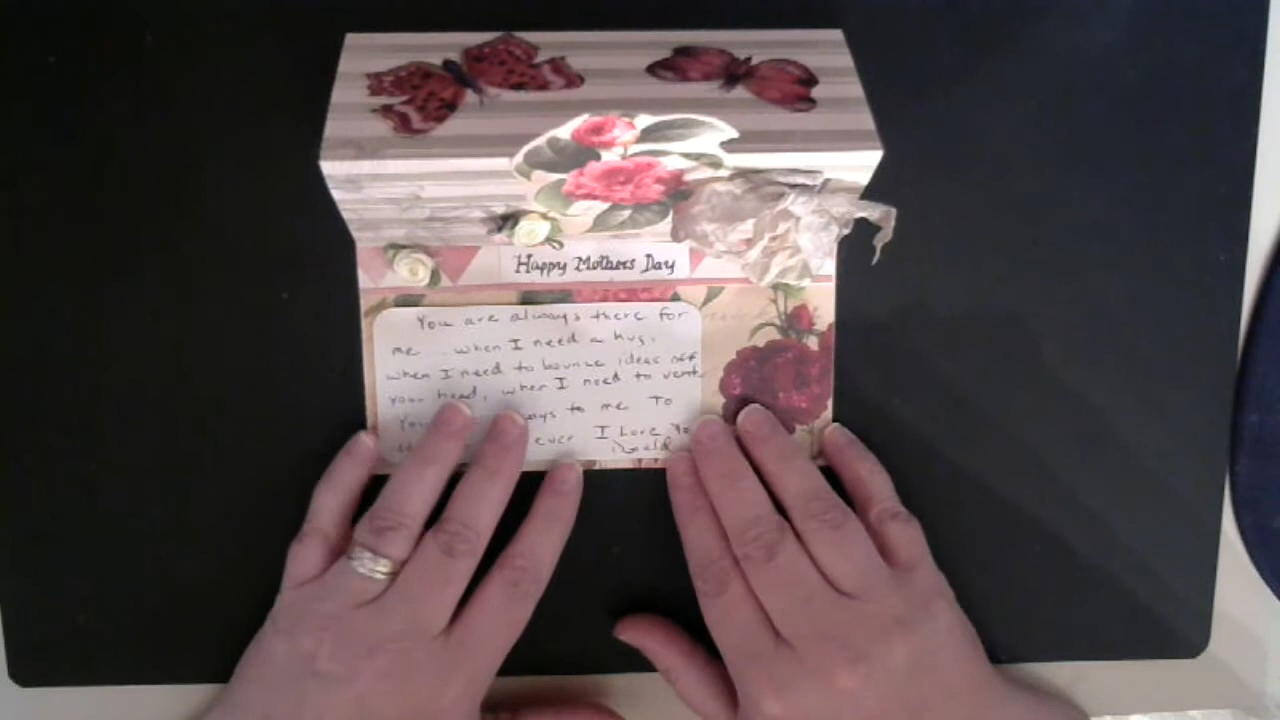 Happy Mothers Day
You are always there for
me .. when I need a hug,
when I need to bounce ideas off
your head, when I need to vent
You ays to me To
ever I Love Yo